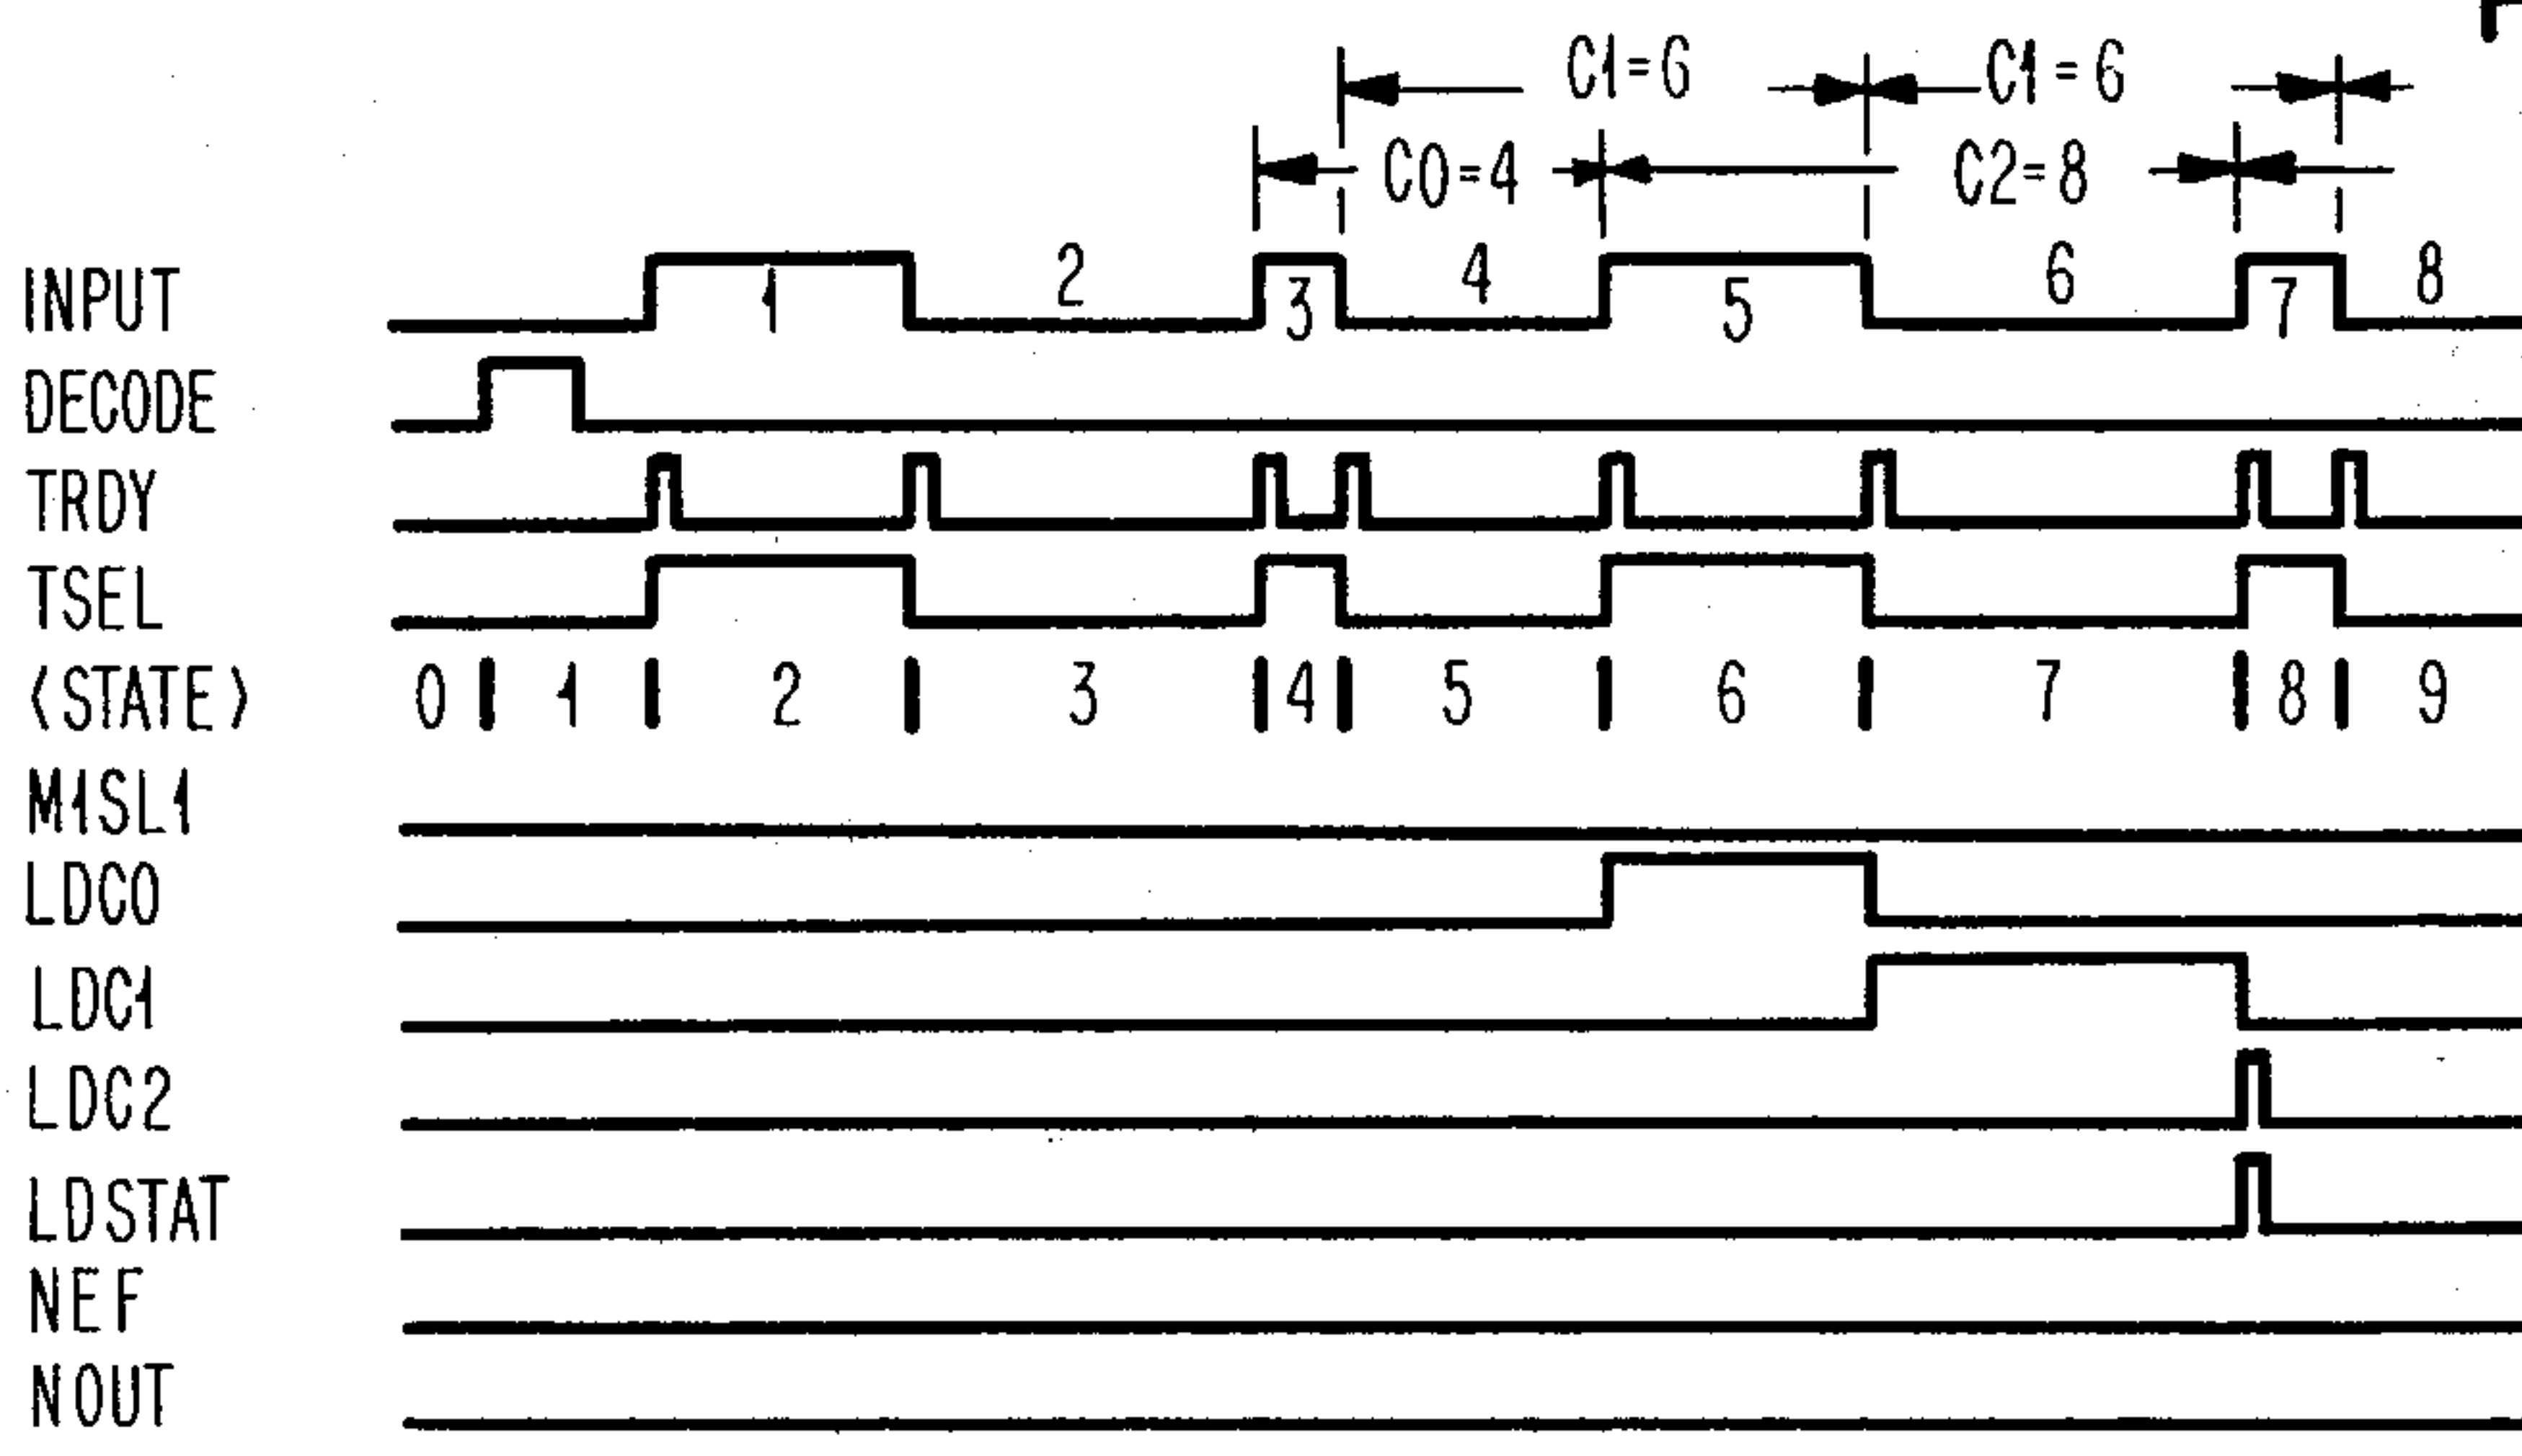 C1=6 C1=6
C0=4 C2=8
INPUT 1 2 3 4 5 6 7 8
DECODE
TRDY
TSEL
⟨STATE⟩ 0 1 2 3 4 5 6 7 8 9
M1SL1
LDC0
LDC1
LDC2
LDSTAT
NEF
NOUT